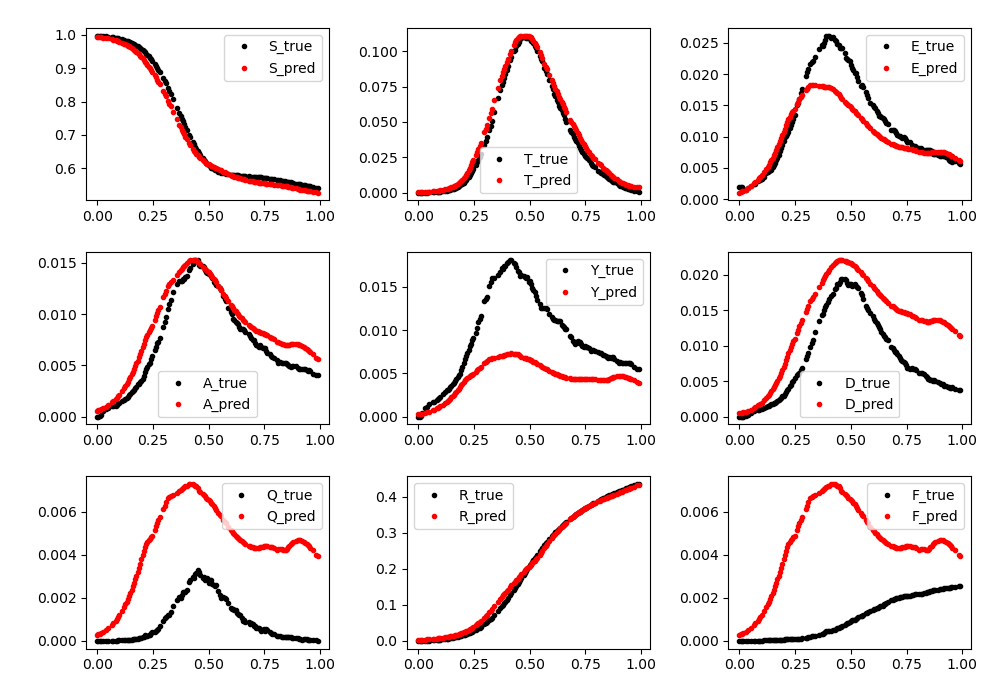 1.0
0.9
0.8
0.7
0.6
0.00 0.25 0.50 0.75 1.00
S_true
S_pred
0.100
0.075
0.050
0.025
0.000
0.00 0.25 0.50 0.75 1.00
T_true
T_pred
0.025
0.020
0.015
0.010
0.005
0.000
0.00 0.25 0.50 0.75 1.00
E_true
E_pred
0.015
0.010
0.005
0.000
0.00 0.25 0.50 0.75 1.00
A_true
A_pred
0.015
0.010
0.005
0.000
0.00 0.25 0.50 0.75 1.00
Y_true
Y_pred
0.020
0.015
0.010
0.005
0.000
0.00 0.25 0.50 0.75 1.00
D_true
D_pred
0.006
0.004
0.002
0.000
0.00 0.25 0.50 0.75 1.00
Q_true
Q_pred
0.4
0.3
0.2
0.1
0.0
0.00 0.25 0.50 0.75 1.00
R_true
R_pred
0.006
0.004
0.002
0.000
0.00 0.25 0.50 0.75 1.00
F_true
F_pred